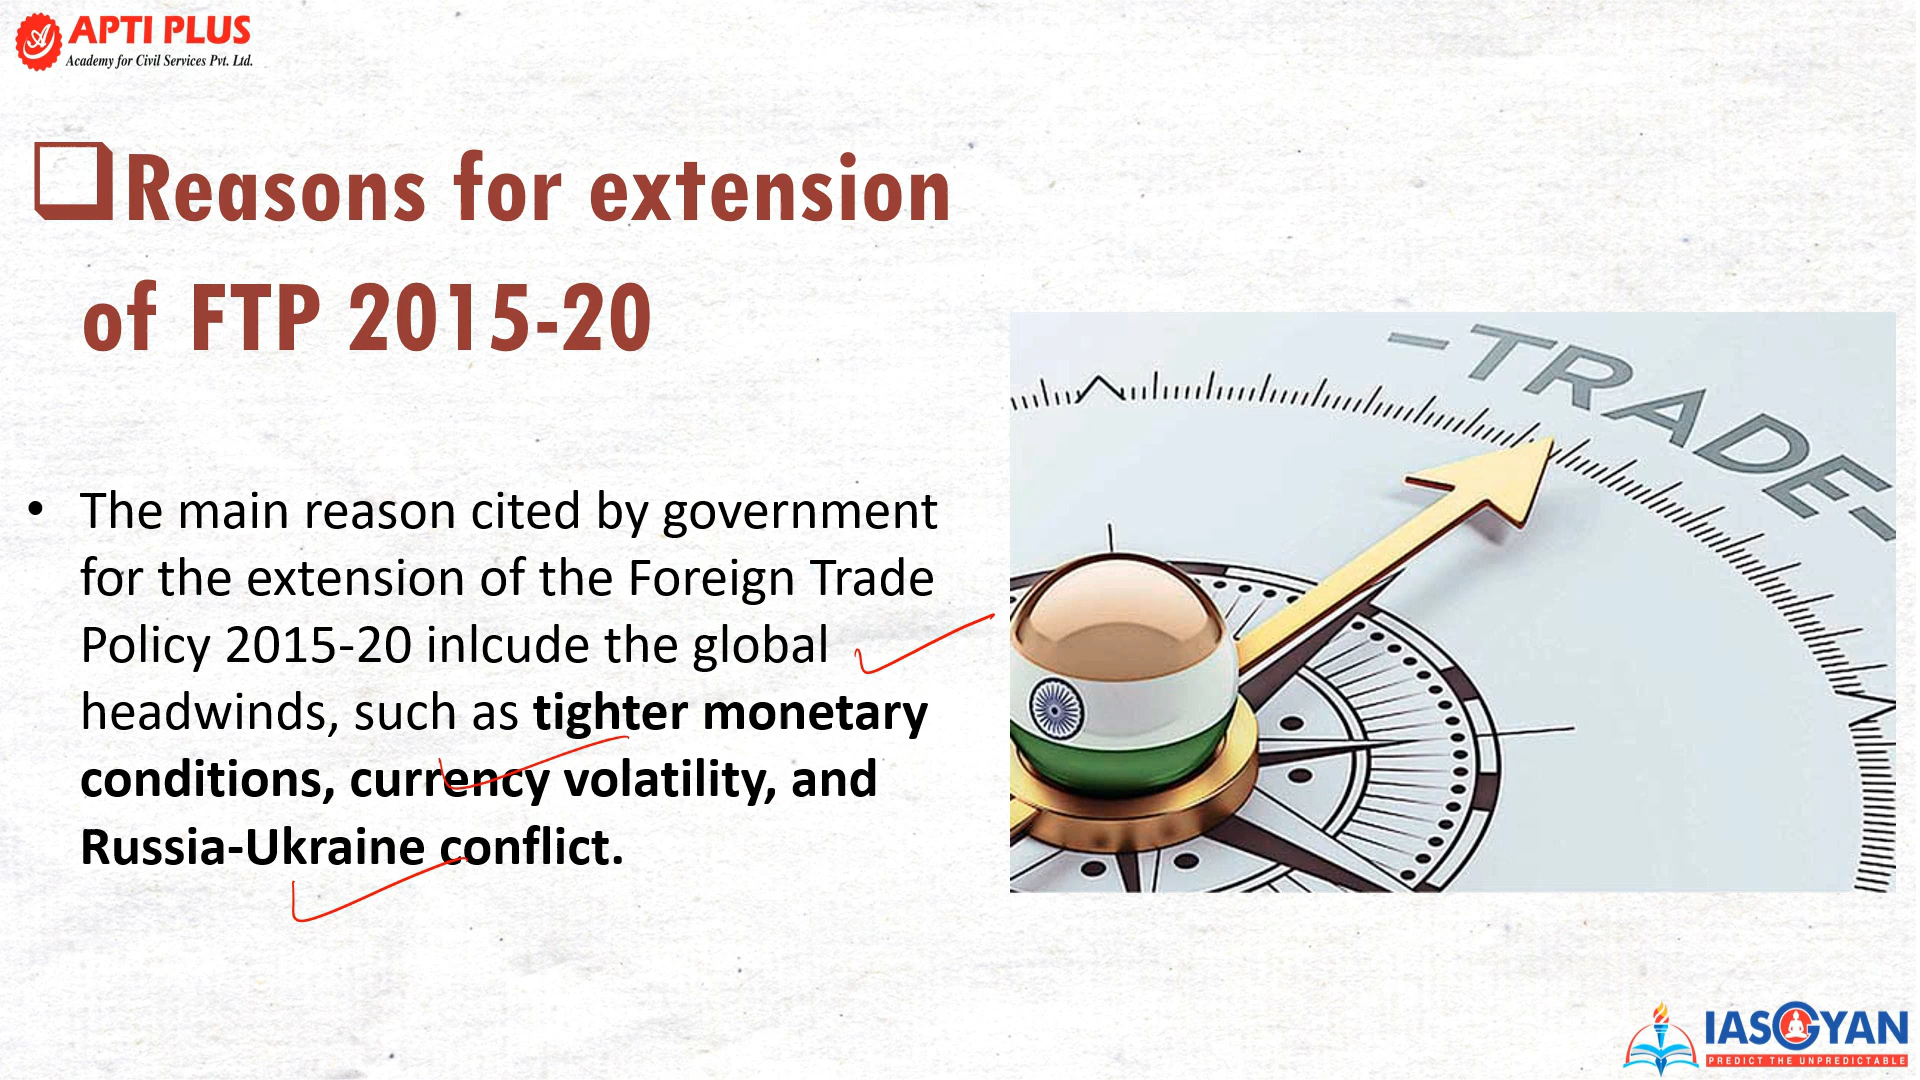 APTI PLUS
Academy for Civil Services Pvt. Ltd.
Reasons for extension
of FTP 2015-20
• The main reason cited by government
for the extension of the Foreign Trade
Policy 2015-20 inlcude the global
headwinds, such as tighter monetary
conditions, currency volatility, and
Russia-Ukraine conflict.
-TRADE-
IASGYAN
PREDICT THE UNPREDICTABLE